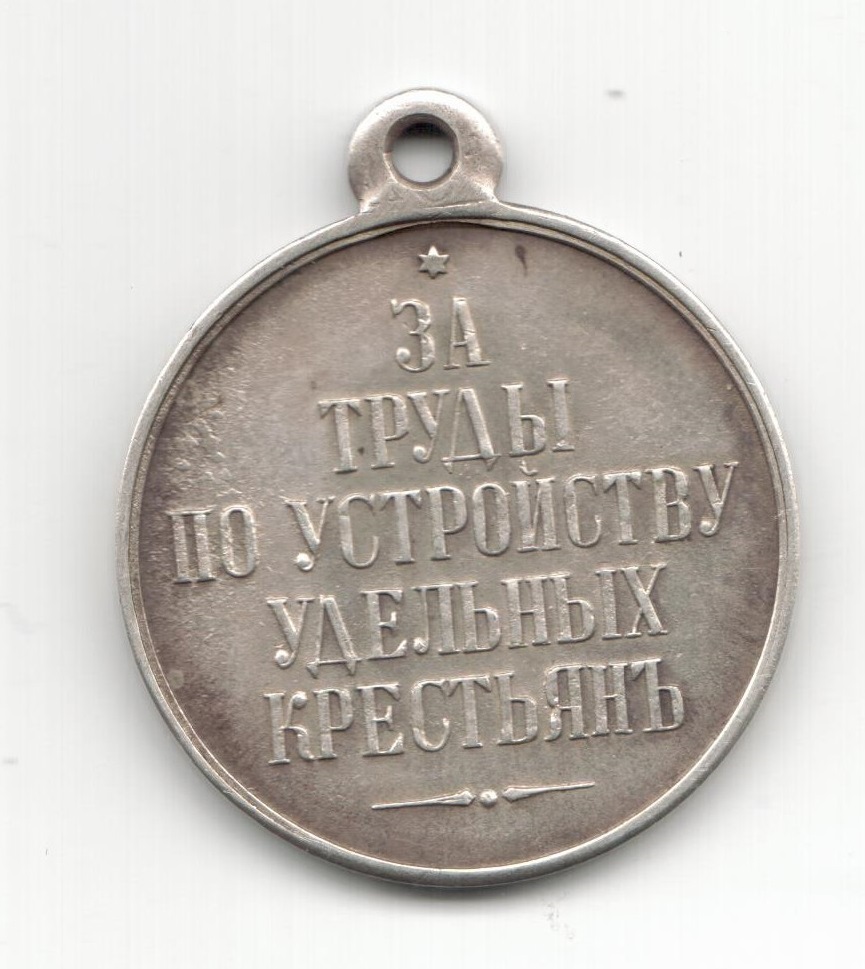 ЗА
ТРУДЫ
ПО УСТРОЙСТВУ
УДЕЛЬНЫХ
КРЕСТЬЯНЪ